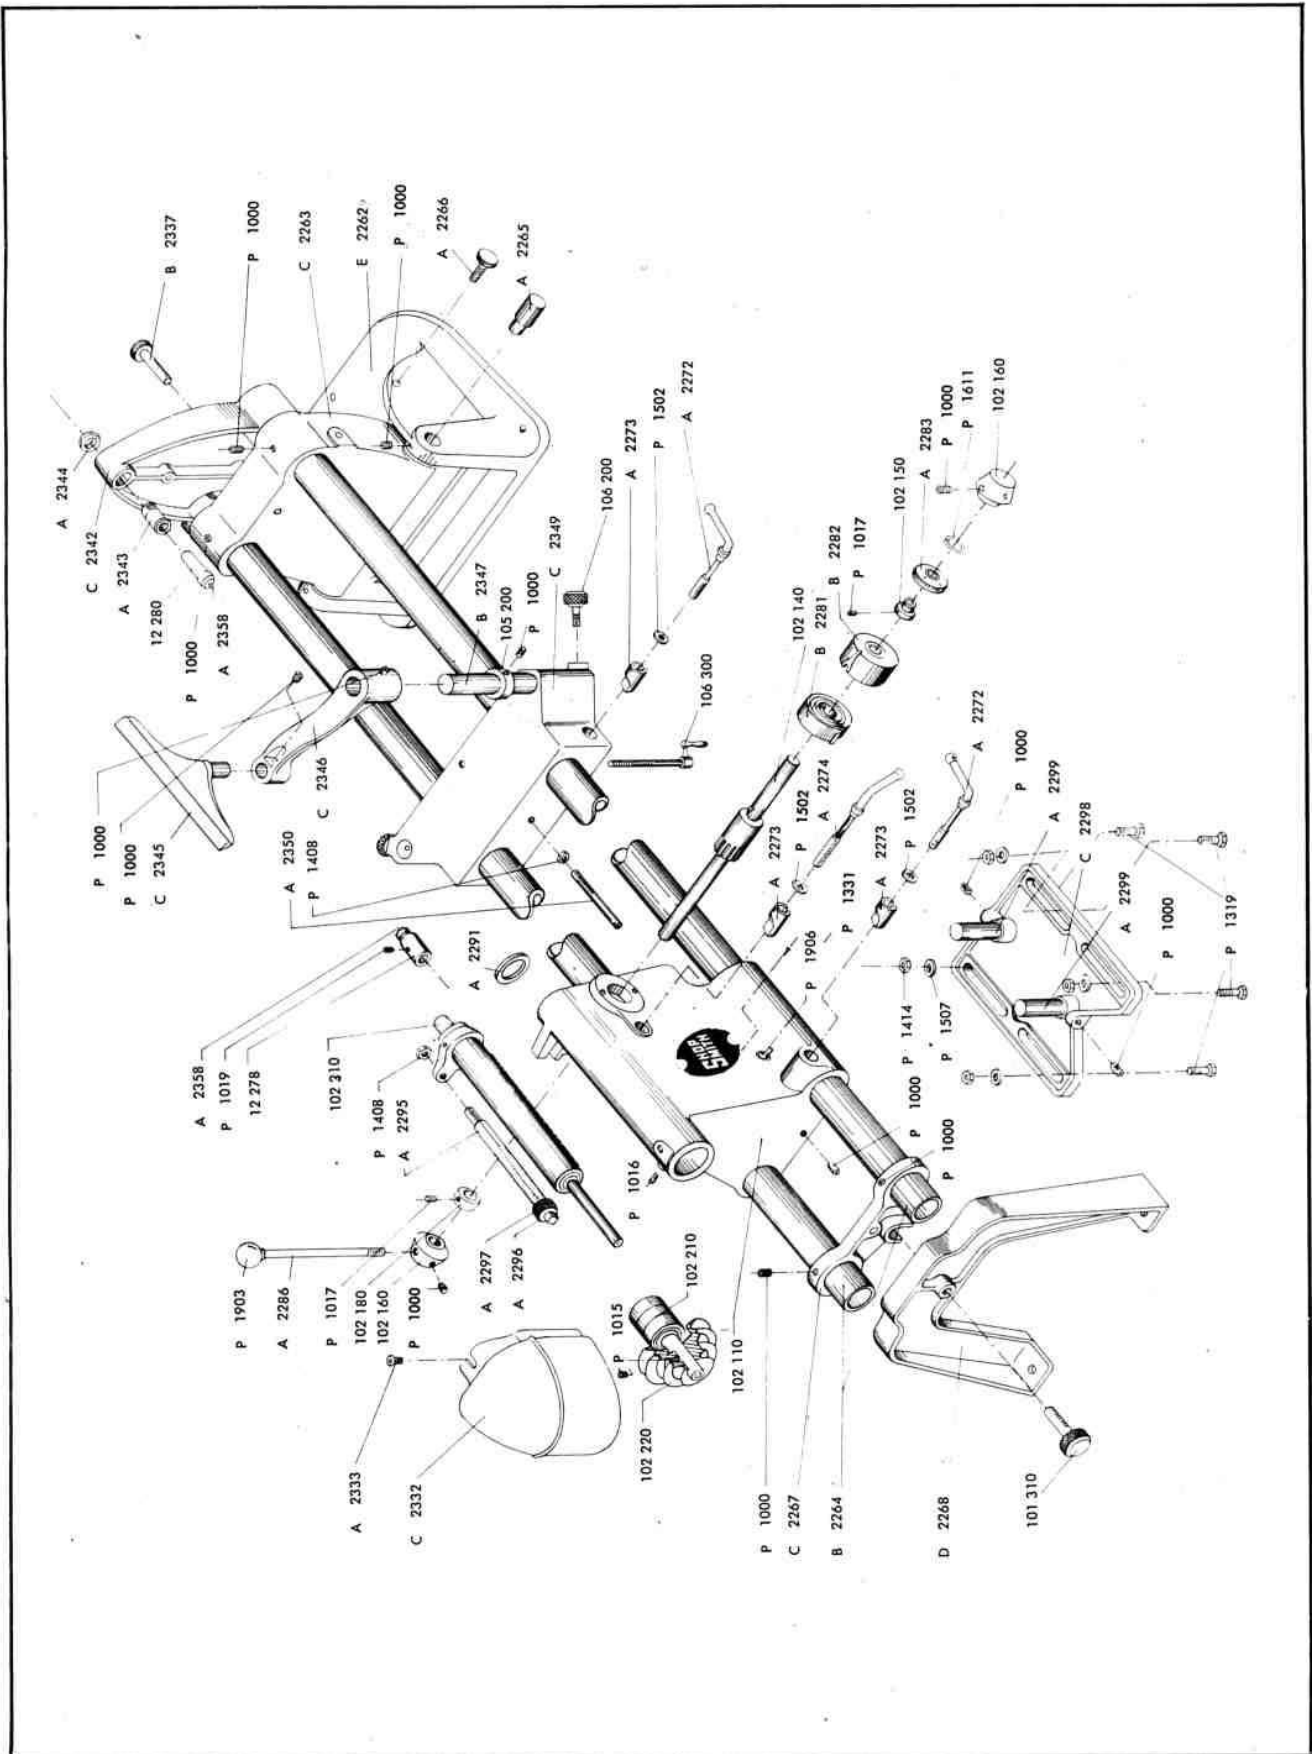 B 2337
P 1000
C 2263
E 2262
P 1000
A 2266
A 2265
A 2344
C 2342
A 2343
12 280
P 1000
A 2358
P 1000
P 1000
C 2345
C 2346
B 2347
105 200
P 1000
C 2349
106 200
106 300
A 2273
P 1502
A 2272
A 2350
P 1408
A 2291
102 140
B 2281
B 2282
P 1017
102 150
A 2283
P 1000
P 1611
102 160
A 2358
P 1019
12 278
102 310
P 1408
A 2295
P 1903
A 2286
P 1017
102 180
102 160
P 1000
A 2297
A 2296
P 1016
A 2273
P 1502
A 2274
P 1331
P 1906
A 2273
P 1502
A 2272
SHOP
SMITH
P 1000
A 2299
C 2298
A 2299
P 1000
P 1319
P 1414
P 1507
P 1000
P 1000
A 2333
C 2332
P 1015
102 210
102 220
102 110
P 1000
C 2267
B 2264
D 2268
101 310